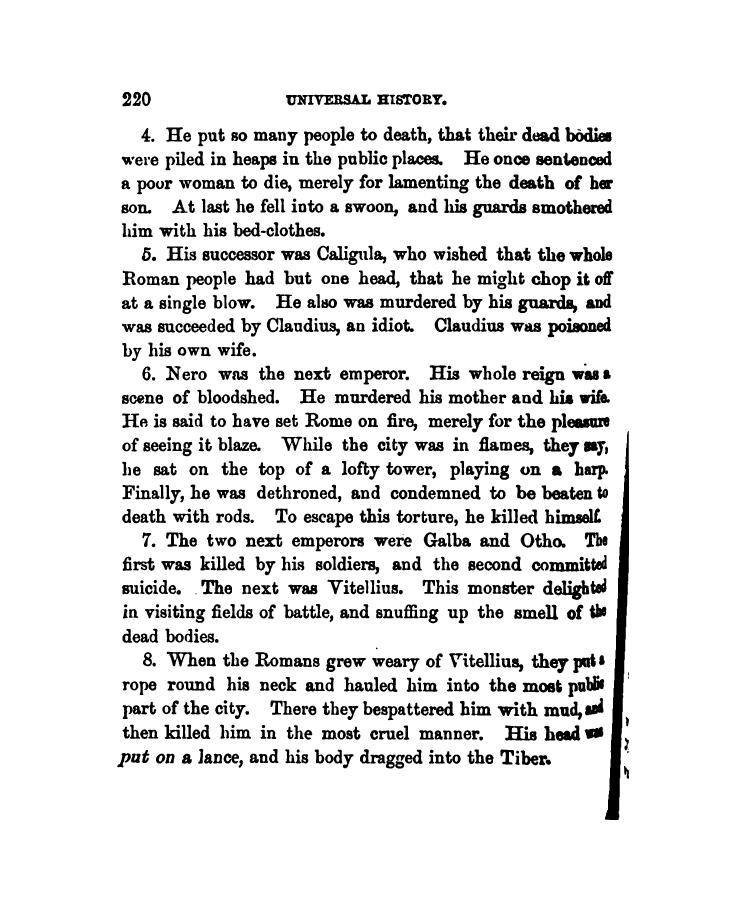 220 UNIVERSAL HISTORY.
4. He put so many people to death, that their dead bodies
were piled in heaps in the public places. He once sentenced
a poor woman to die, merely for lamenting the death of her
son. At last he fell into a swoon, and his guards smothered
him with his bed-clothes.
5. His successor was Caligula, who wished that the whole
Roman people had but one head, that he might chop it off
at a single blow. He also was murdered by his guards, and
was succeeded by Claudius, an idiot. Claudius was poisoned
by his own wife.
6. Nero was the next emperor. His whole reign was a
scene of bloodshed. He murdered his mother and his wife.
He is said to have set Rome on fire, merely for the pleasure
of seeing it blaze. While the city was in flames, they say,
he sat on the top of a lofty tower, playing on a harp.
Finally, he was dethroned, and condemned to be beaten to
death with rods. To escape this torture, he killed himself.
7. The two next emperors were Galba and Otho. The
first was killed by his soldiers, and the second committed
suicide. The next was Vitellius. This monster delighted
in visiting fields of battle, and snuffing up the smell of the
dead bodies.
8. When the Romans grew weary of Vitellius, they put a
rope round his neck and hauled him into the most public
part of the city. There they bespattered him with mud, and
then killed him in the most cruel manner. His head was
put on a lance, and his body dragged into the Tiber.